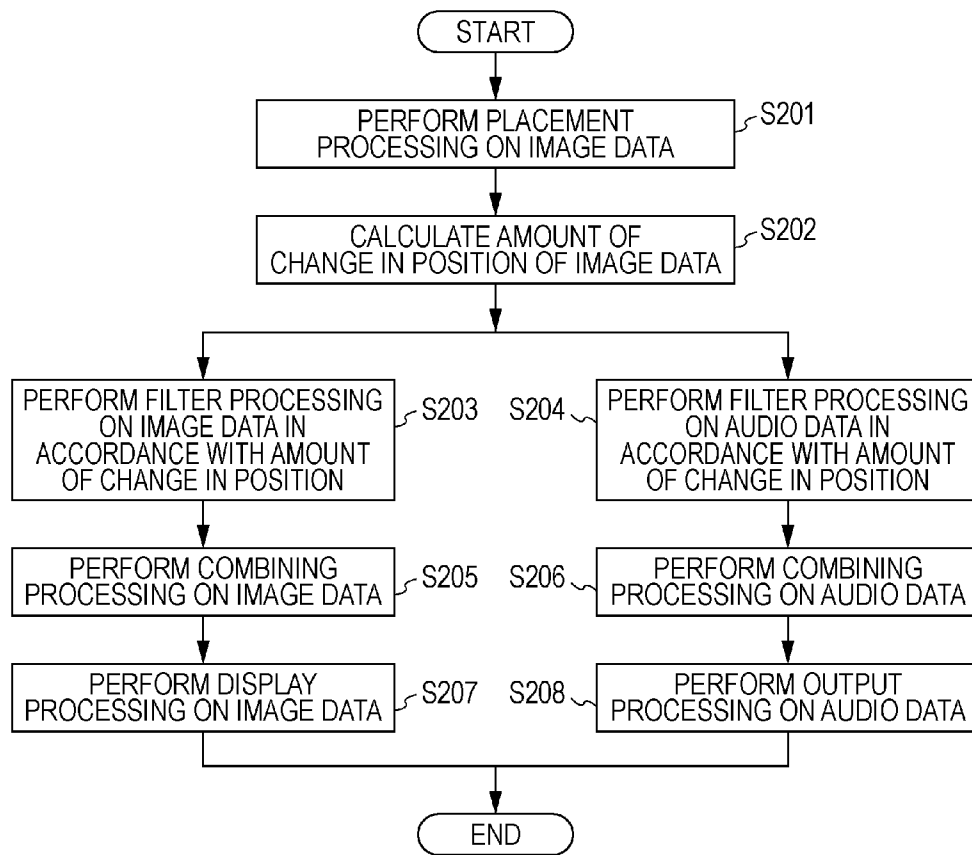 START
PERFORM PLACEMENT
PROCESSING ON IMAGE DATA
S201
CALCULATE AMOUNT OF
CHANGE IN POSITION OF IMAGE DATA
S202
PERFORM FILTER PROCESSING
ON IMAGE DATA IN
ACCORDANCE WITH AMOUNT
OF CHANGE IN POSITION
S203
S204
PERFORM FILTER PROCESSING
ON AUDIO DATA IN
ACCORDANCE WITH AMOUNT
OF CHANGE IN POSITION
PERFORM COMBINING
PROCESSING ON IMAGE DATA
S205
S206
PERFORM COMBINING
PROCESSING ON AUDIO DATA
PERFORM DISPLAY
PROCESSING ON IMAGE DATA
S207
S208
PERFORM OUTPUT
PROCESSING ON AUDIO DATA
END